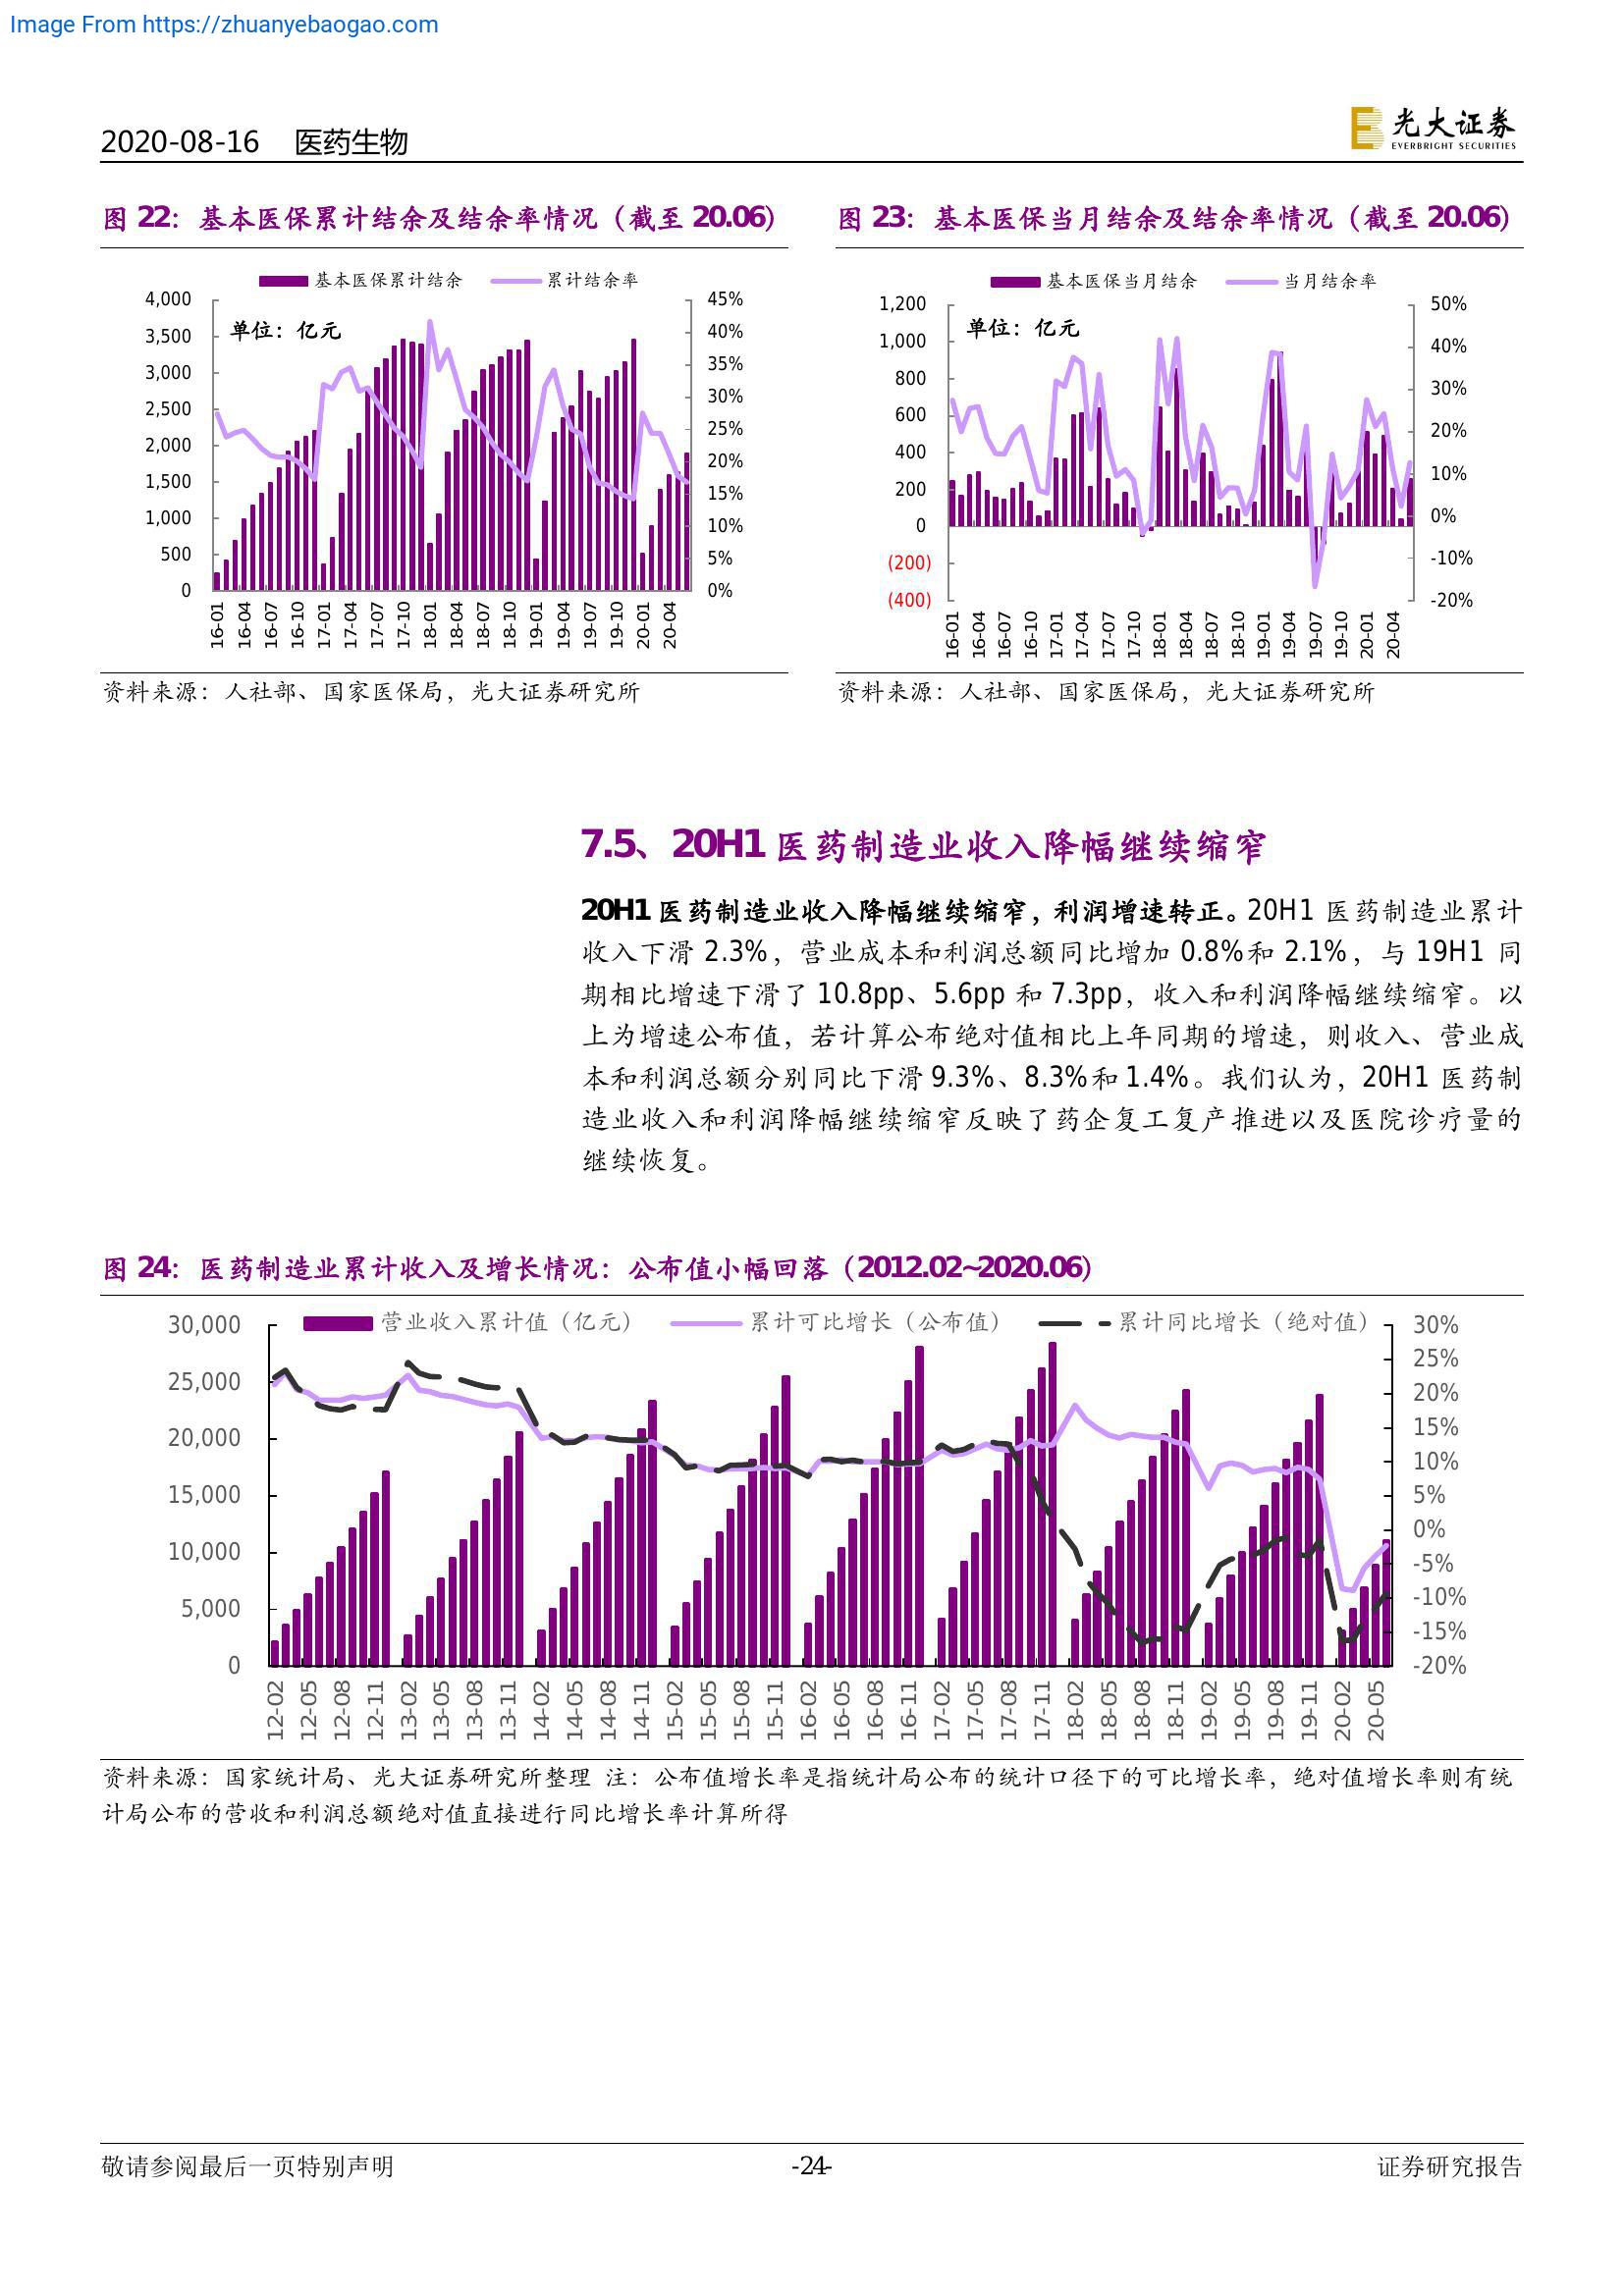 Image From https://zhuanyebaogao.com
2020-08-16 医药生物
光大证券
EVERBRIGHT SECURITIES
图 22：基本医保累计结余及结余率情况（截至 20.06）
基本医保累计结余 累计结余率
单位：亿元
4,000
3,500
3,000
2,500
2,000
1,500
1,000
500
0
45%
40%
35%
30%
25%
20%
15%
10%
5%
0%
16-01 16-04 16-07 16-10 17-01 17-04 17-07 17-10 18-01 18-04 18-07 18-10 19-01 19-04 19-07 19-10 20-01 20-04
资料来源：人社部、国家医保局，光大证券研究所
图 23：基本医保当月结余及结余率情况（截至 20.06）
基本医保当月结余 当月结余率
单位：亿元
1,200
1,000
800
600
400
200
0
(200)
(400)
50%
40%
30%
20%
10%
0%
-10%
-20%
16-01 16-04 16-07 16-10 17-01 17-04 17-07 17-10 18-01 18-04 18-07 18-10 19-01 19-04 19-07 19-10 20-01 20-04
资料来源：人社部、国家医保局，光大证券研究所
7.5、20H1 医药制造业收入降幅继续缩窄
20H1 医药制造业收入降幅继续缩窄，利润增速转正。20H1 医药制造业累计
收入下滑 2.3%，营业成本和利润总额同比增加 0.8%和 2.1%，与 19H1 同
期相比增速下滑了 10.8pp、5.6pp 和 7.3pp，收入和利润降幅继续缩窄。以
上为增速公布值，若计算公布绝对值相比上年同期的增速，则收入、营业成
本和利润总额分别同比下滑 9.3%、8.3%和 1.4%。我们认为，20H1 医药制
造业收入和利润降幅继续缩窄反映了药企复工复产推进以及医院诊疗量的
继续恢复。
图 24：医药制造业累计收入及增长情况：公布值小幅回落（2012.02~2020.06）
营业收入累计值（亿元） 累计可比增长（公布值） 累计同比增长（绝对值）
30,000
25,000
20,000
15,000
10,000
5,000
0
30%
25%
20%
15%
10%
5%
0%
-5%
-10%
-15%
-20%
12-02 12-05 12-08 12-11 13-02 13-05 13-08 13-11 14-02 14-05 14-08 14-11 15-02 15-05 15-08 15-11 16-02 16-05 16-08 16-11 17-02 17-05 17-08 17-11 18-02 18-05 18-08 18-11 19-02 19-05 19-08 19-11 20-02 20-05
资料来源：国家统计局、光大证券研究所整理 注：公布值增长率是指统计局公布的统计口径下的可比增长率，绝对值增长率则有统
计局公布的营收和利润总额绝对值直接进行同比增长率计算所得
敬请参阅最后一页特别声明 -24- 证券研究报告